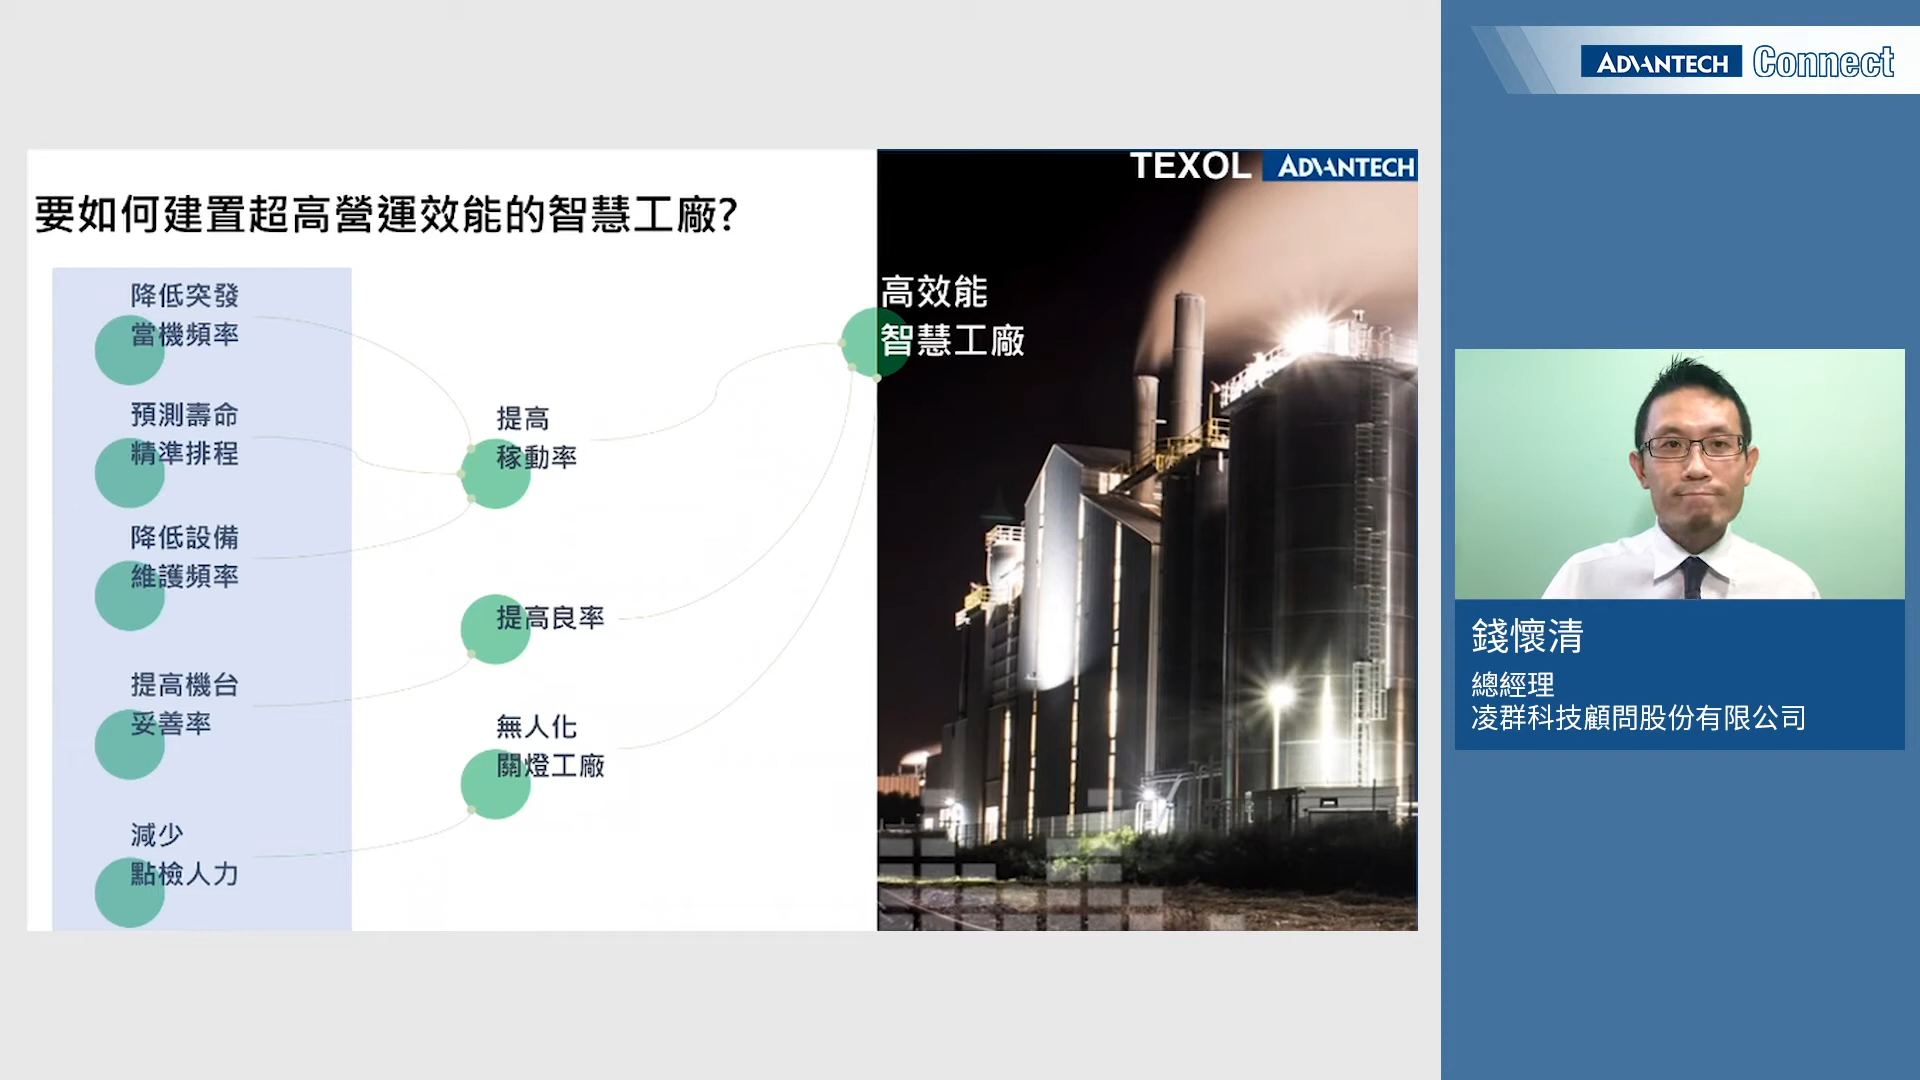 ADVANTECH Connect
TEXOL ADVANTECH
要如何建置超高營運效能的智慧工廠?
降低突發
當機頻率
預測壽命
精準排程
降低設備
維護頻率
提高機台
妥善率
減少
點檢人力
提高
稼動率
提高良率
無人化
關燈工廠
高效能
智慧工廠
錢懷清
總經理
凌群科技顧問股份有限公司